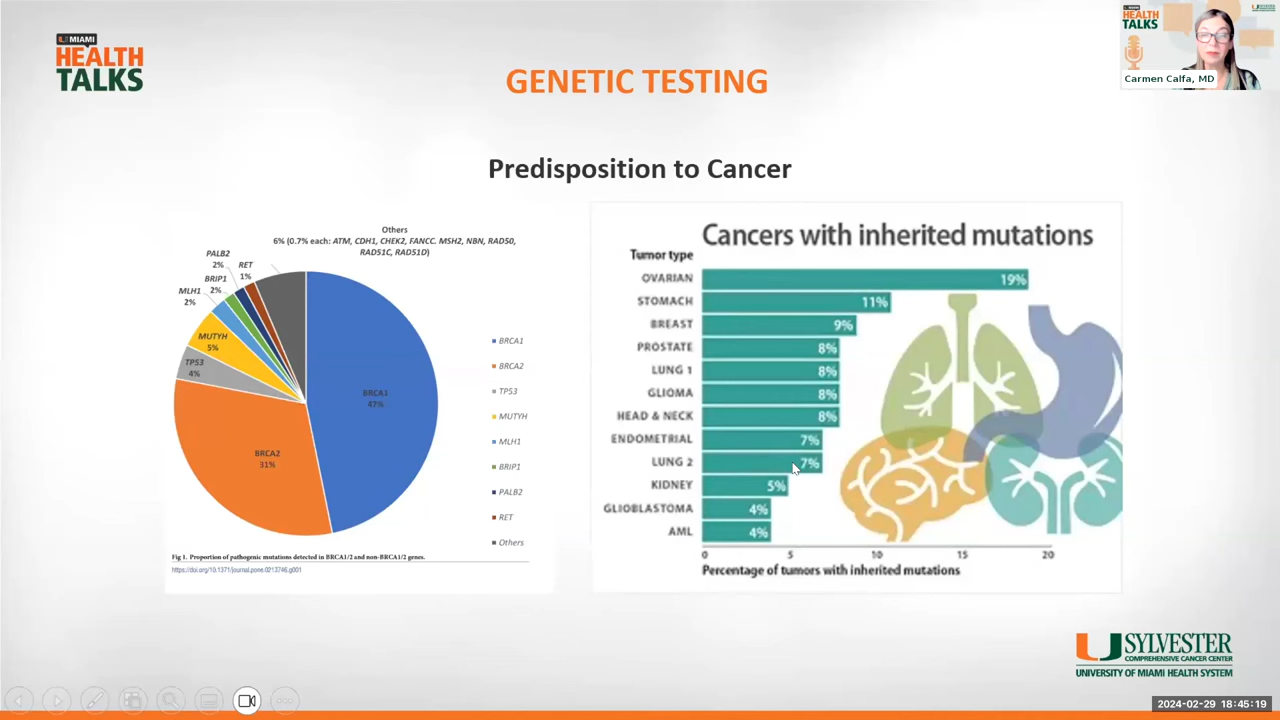 U MIAMI
HEALTH
TALKS
GENETIC TESTING
HEALTH
TALKS
SYLVESTER
Carmen Calfa, MD
Predisposition to Cancer
Others
6% (0.7% each: ATM, CDH1, CHEK2, FANCC. MSH2, NBN, RAD50,
RAD51C, RAD51D)
PALB2
2%
RET
1%
BRIP1
2%
MLH1
2%
MUTYH
5%
TP53
4%
BRCA1
47%
BRCA2
31%
BRCA1
BRCA2
TP53
MUTYH
MLH1
BRIP1
PALB2
RET
Others
Fig 1. Proportion of pathogenic mutations detected in BRCA1/2 and non-BRCA1/2 genes.
https://doi.org/10.1371/journal.pone.0213746.g001
Cancers with inherited mutations
Tumor type
OVARIAN 19%
STOMACH 11%
BREAST 9%
PROSTATE 8%
LUNG 1 8%
GLIOMA 8%
HEAD & NECK 8%
ENDOMETRIAL 7%
LUNG 2 7%
KIDNEY 5%
GLIOBLASTOMA 4%
AML 4%
0 5 10 15 20
Percentage of tumors with inherited mutations
SYLVESTER
COMPREHENSIVE CANCER CENTER
UNIVERSITY OF MIAMI HEALTH SYSTEM
2024-02-29 18:45:19